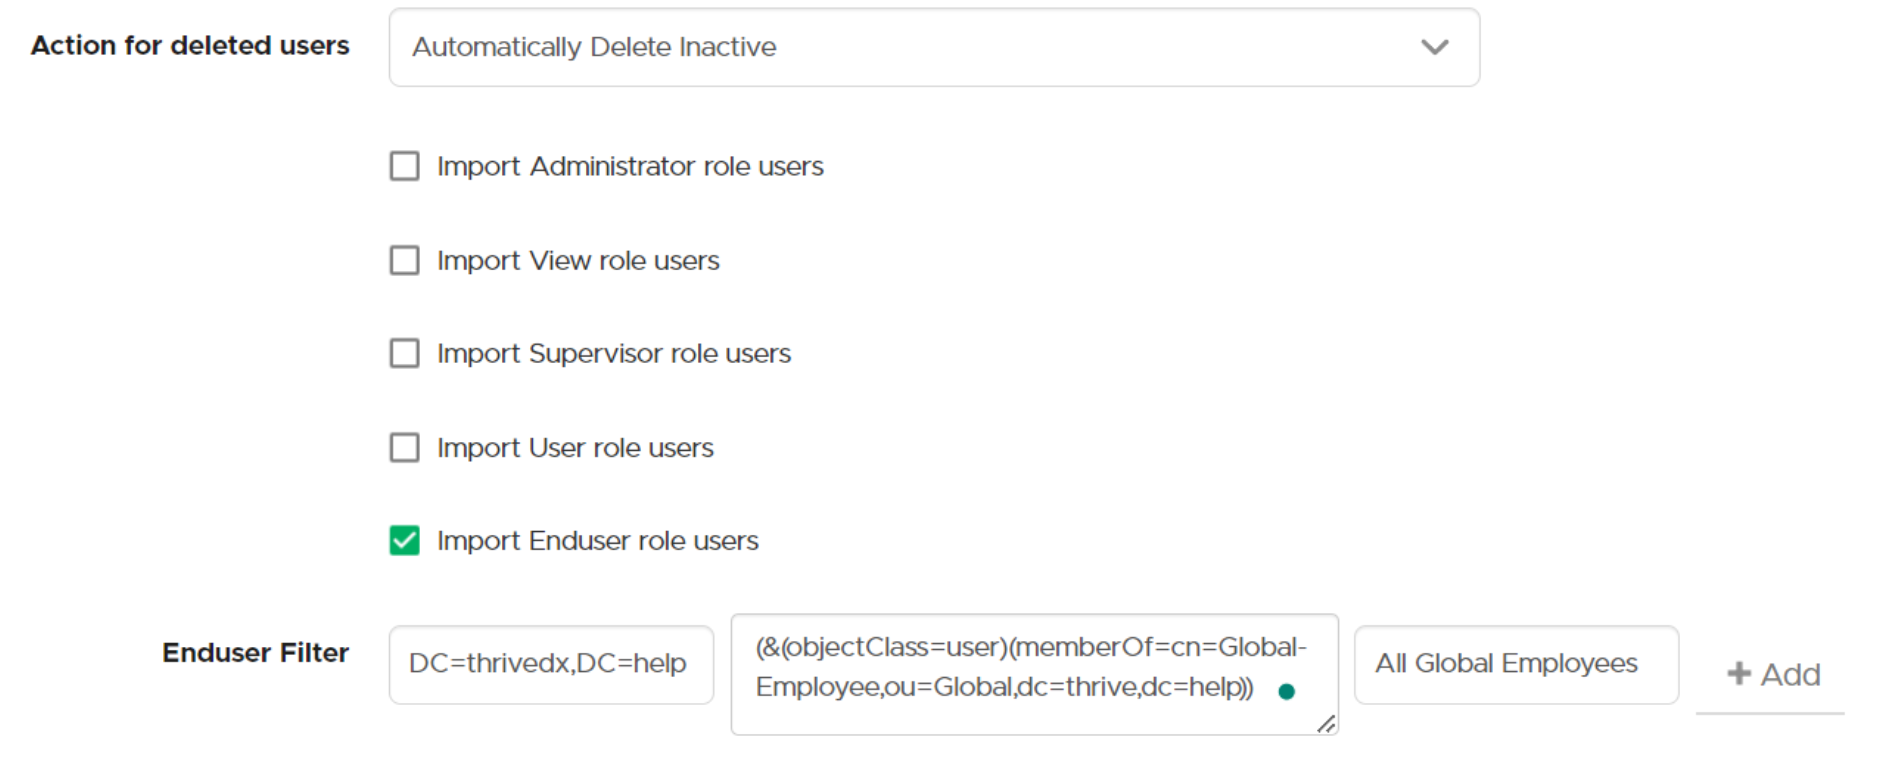 Action for deleted users
Automatically Delete Inactive
Import Administrator role users
Import View role users
Import Supervisor role users
Import User role users
Import Enduser role users
Enduser Filter
DC=thrivedx,DC=help
(&(objectClass=user)(memberOf=cn=Global-
Employee,ou=Global,dc=thrive,dc=help))
All Global Employees
+ Add